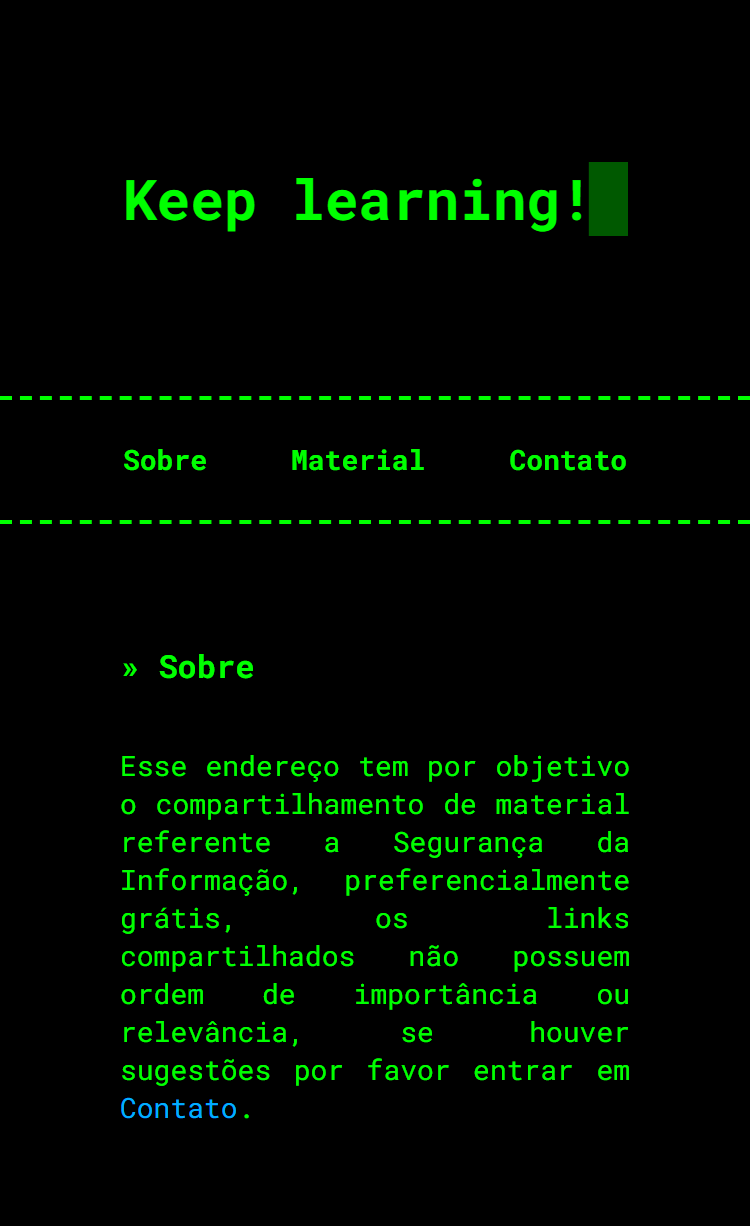 Keep learning!
Sobre Material Contato
» Sobre
Esse endereço tem por objetivo
o compartilhamento de material
referente a Segurança da
Informação, preferencialmente
grátis, os links
compartilhados não possuem
ordem de importância ou
relevância, se houver
sugestões por favor entrar em
Contato.